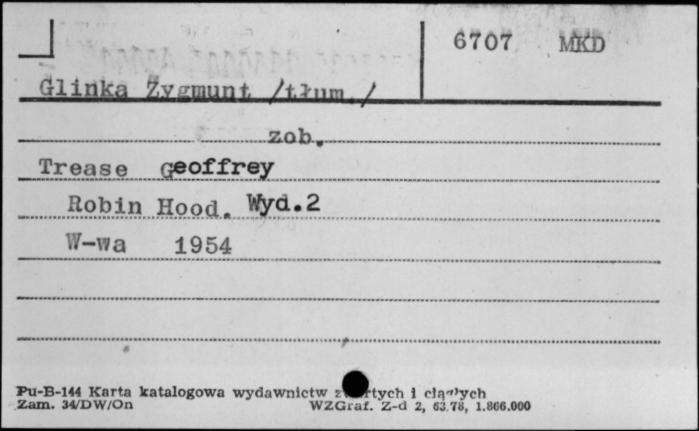 6707 MKD
Glinka Zygmunt /tłum./
zob.
Trease Geoffrey
Robin Hood. Wyd.2
W-wa 1954
Pu-B-144 Karta katalogowa wydawnictw i
Zam. 34/DW/On WZGraf. Z-d 2, 63.78, 1.866.000